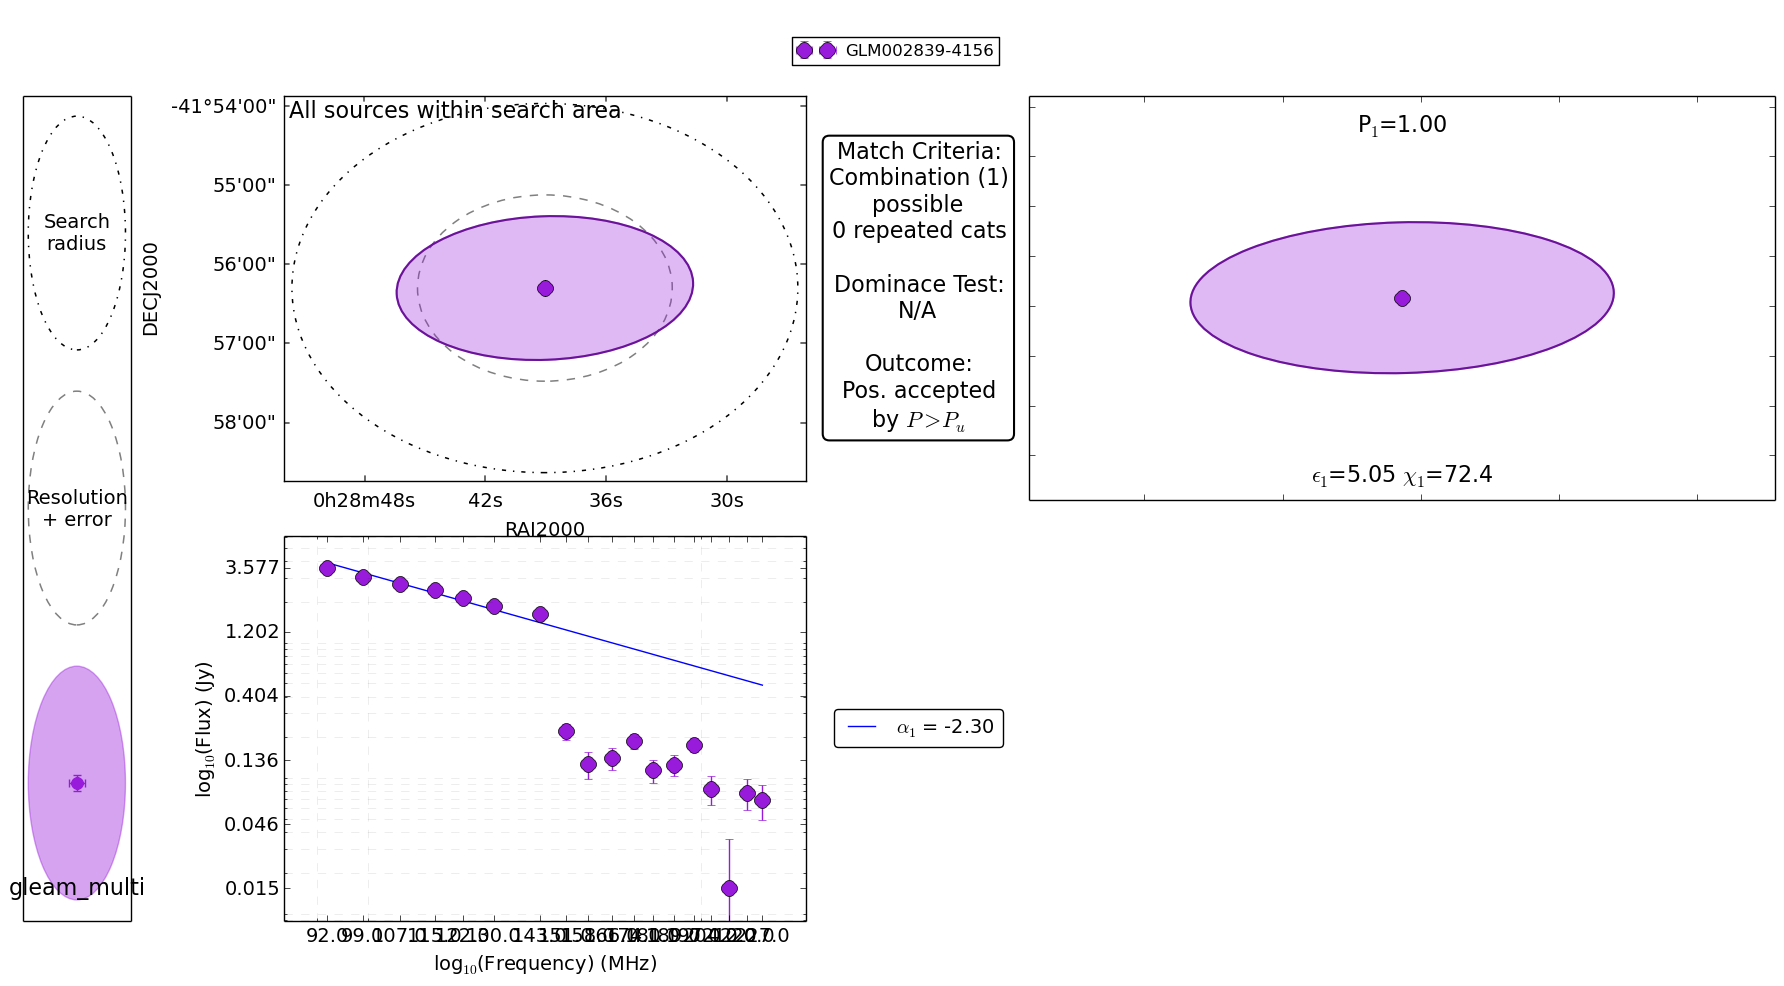 GLM002839-4156
Search
radius
Resolution
+ error
gleam_multi
All sources within search area
-41°54'00"
55'00"
56'00"
57'00"
58'00"
DECJ2000
0h28m48s
42s
36s
30s
RAJ2000
Match Criteria:
Combination (1)
possible
0 repeated cats
Dominace Test:
N/A
Outcome:
Pos. accepted
by P>Pu
P1=1.00
ϵ1=5.05 χ1=72.4
3.577
1.202
0.404
0.136
0.046
0.015
log10(Flux) (Jy)
92.0
log10(Frequency) (MHz)
α1 = -2.30